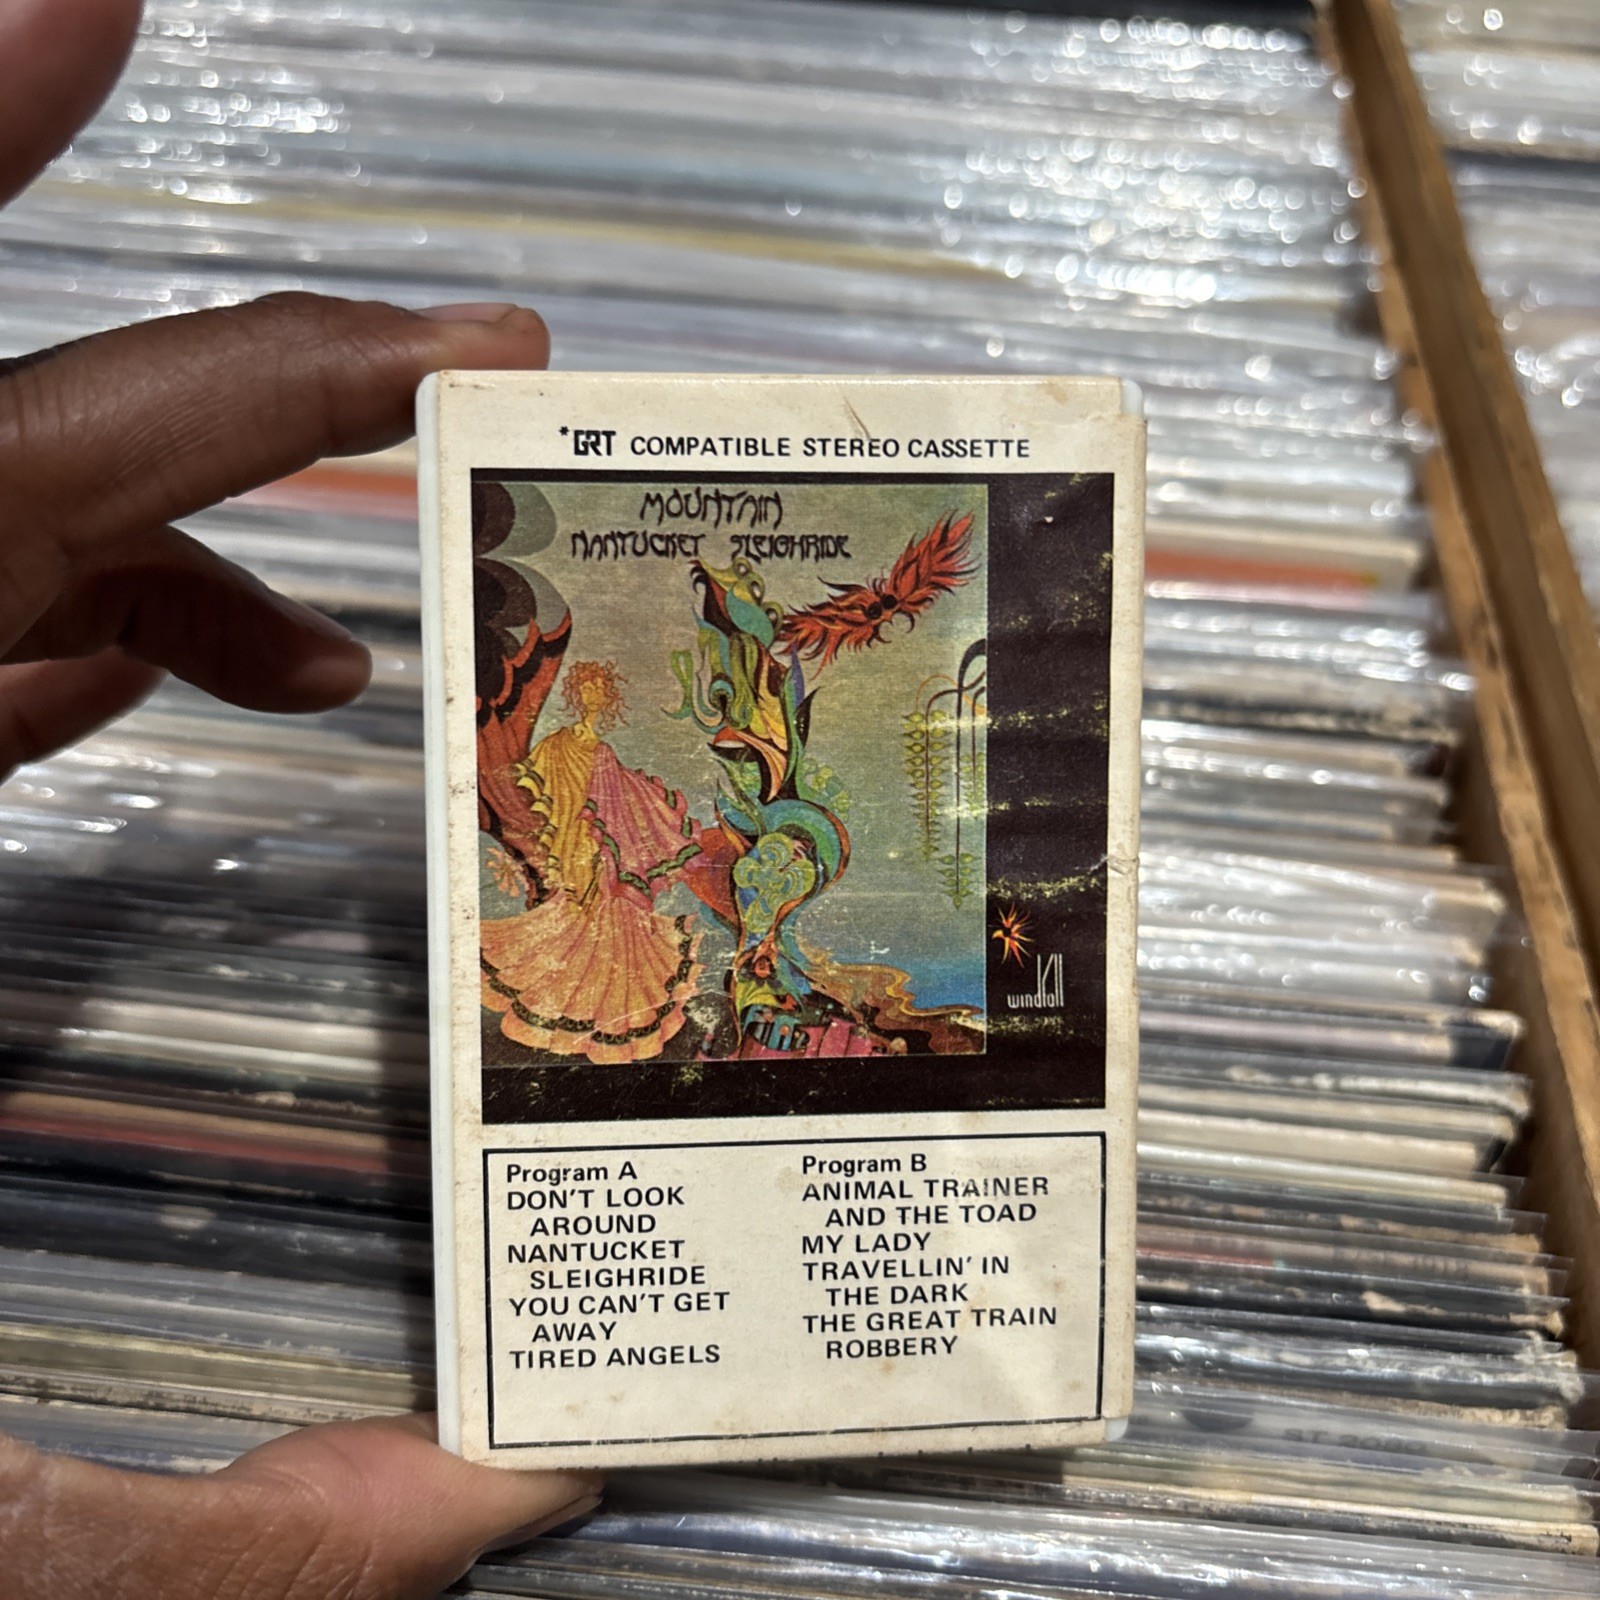 *GRT COMPATIBLE STEREO CASSETTE
MOUNTAIN
NANTUCKET SLEIGHRIDE
windfall
Program A
DON'T LOOK
AROUND
NANTUCKET
SLEIGHRIDE
YOU CAN'T GET
AWAY
TIRED ANGELS
Program B
ANIMAL TRAINER
AND THE TOAD
MY LADY
TRAVELLIN' IN
THE DARK
THE GREAT TRAIN
ROBBERY